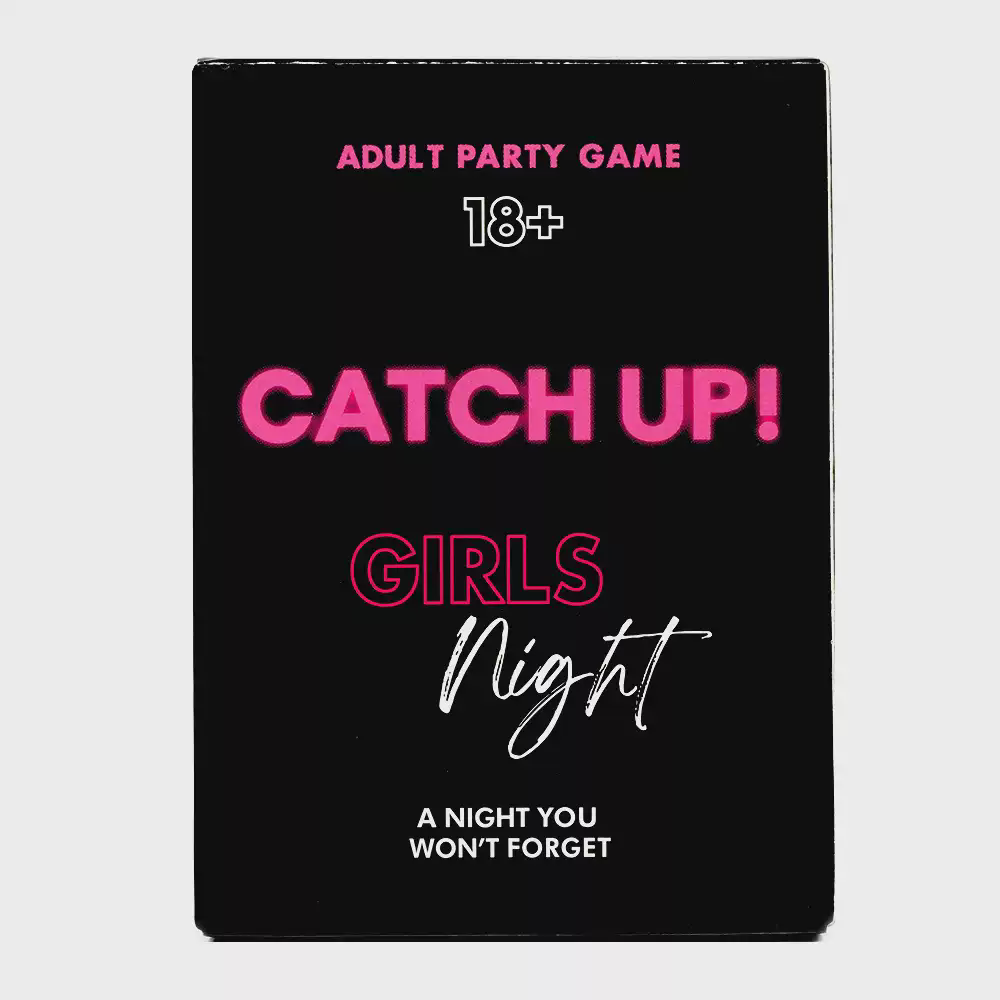 ADULT PARTY GAME
18+
CATCH UP!
GIRLS
Night
A NIGHT YOU
WON'T FORGET